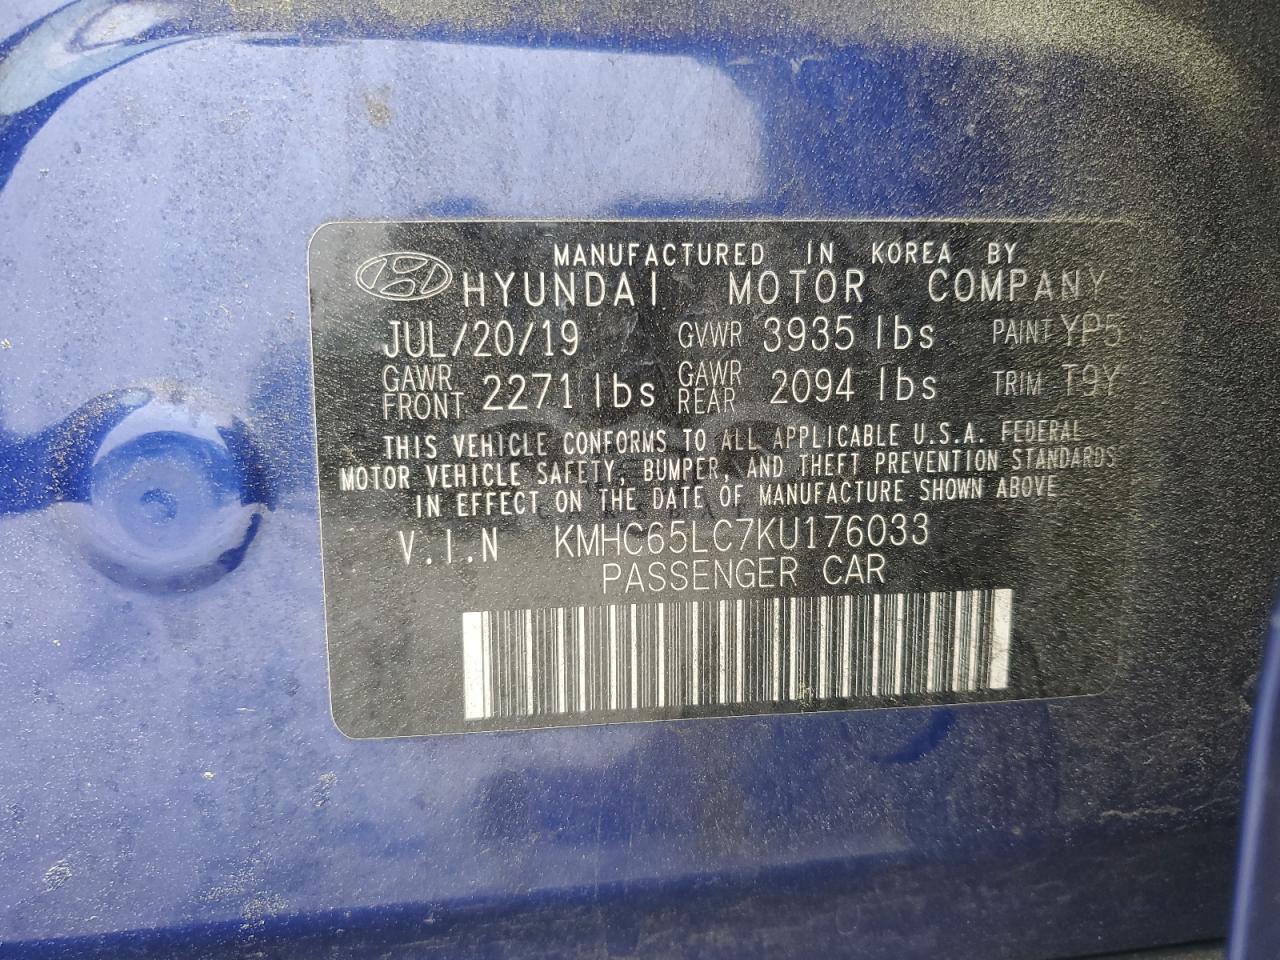 MANUFACTURED IN KOREA BY
HYUNDAI MOTOR COMPANY
JUL/20/19 GVWR 3935 lbs PAINT YP5
GAWR FRONT 2271 lbs GAWR REAR 2094 lbs TRIM T9Y
THIS VEHICLE CONFORMS TO ALL APPLICABLE U.S.A. FEDERAL
MOTOR VEHICLE SAFETY, BUMPER, AND THEFT PREVENTION STANDARDS
IN EFFECT ON THE DATE OF MANUFACTURE SHOWN ABOVE
V.I.N KMHC65LC7KU176033
PASSENGER CAR